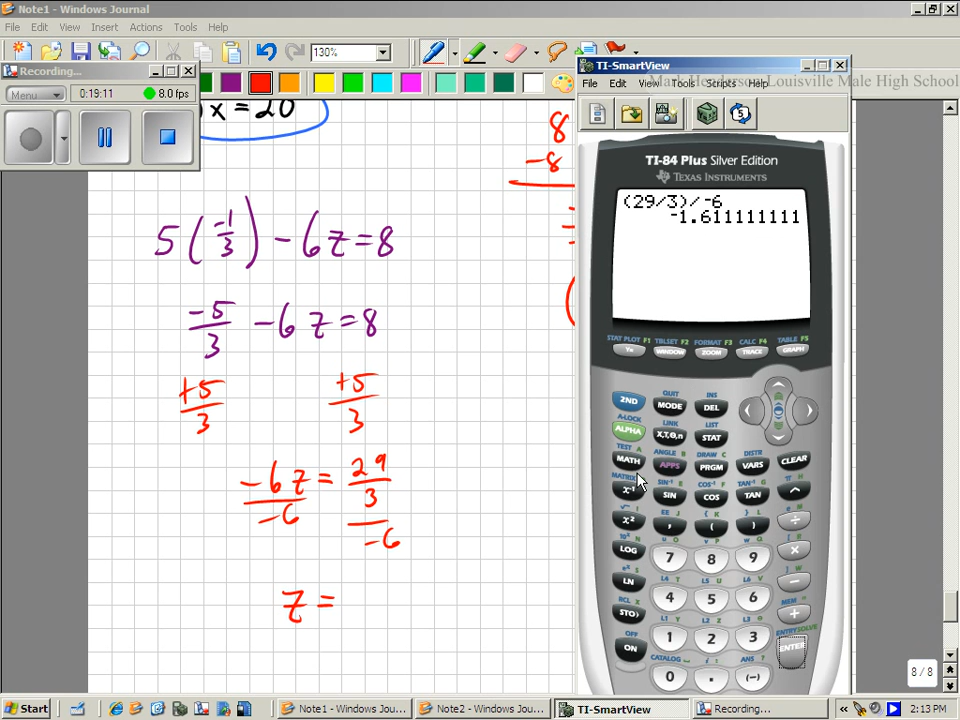 Note1 - Windows Journal
File Edit View Insert Actions Tools Help
130%
Recording...
Menu
0:19:11 8.0 fps
x = 20
5(-1/3) - 6z = 8
-5/3 - 6z = 8
+5/3 +5/3
-6z = 29/3
-6 -6
z =
8
-8
TI-SmartView
Mark Henderson Louisville Male High School
File Edit View Tools Scripts Help
TI-84 Plus Silver Edition
TEXAS INSTRUMENTS
(29/3)/-6
-1.611111111
STAT PLOT F1 TBLSET F2 FORMAT F3 CALC F4 TABLE F5
Y= WINDOW ZOOM TRACE GRAPH
QUIT INS
2ND MODE DEL
A-LOCK LINK LIST
ALPHA X,T,Θ,n STAT
TEST A ANGLE B DRAW C DISTR
MATH APPS PRGM VARS CLEAR
MATRIX SIN⁻¹ E COS⁻¹ F TAN⁻¹ G π H
x⁻¹ SIN COS TAN ^
√ I EE J { K } L e M
x² , ( ) ÷
10ˣ N u O v P w Q [ R
LOG 7 8 9 ×
eˣ S L4 T L5 U L6 V ] W
LN 4 5 6 −
RCL X L1 Y L2 Z L3 θ MEM "
STO 1 2 3 +
OFF CATALOG i : ANS ? ENTRY SOLVE
ON 0 . (-) ENTER
8 / 8
Start Note1 - Windows Jour... Note2 - Windows Jour... TI-SmartView Recording... 2:13 PM